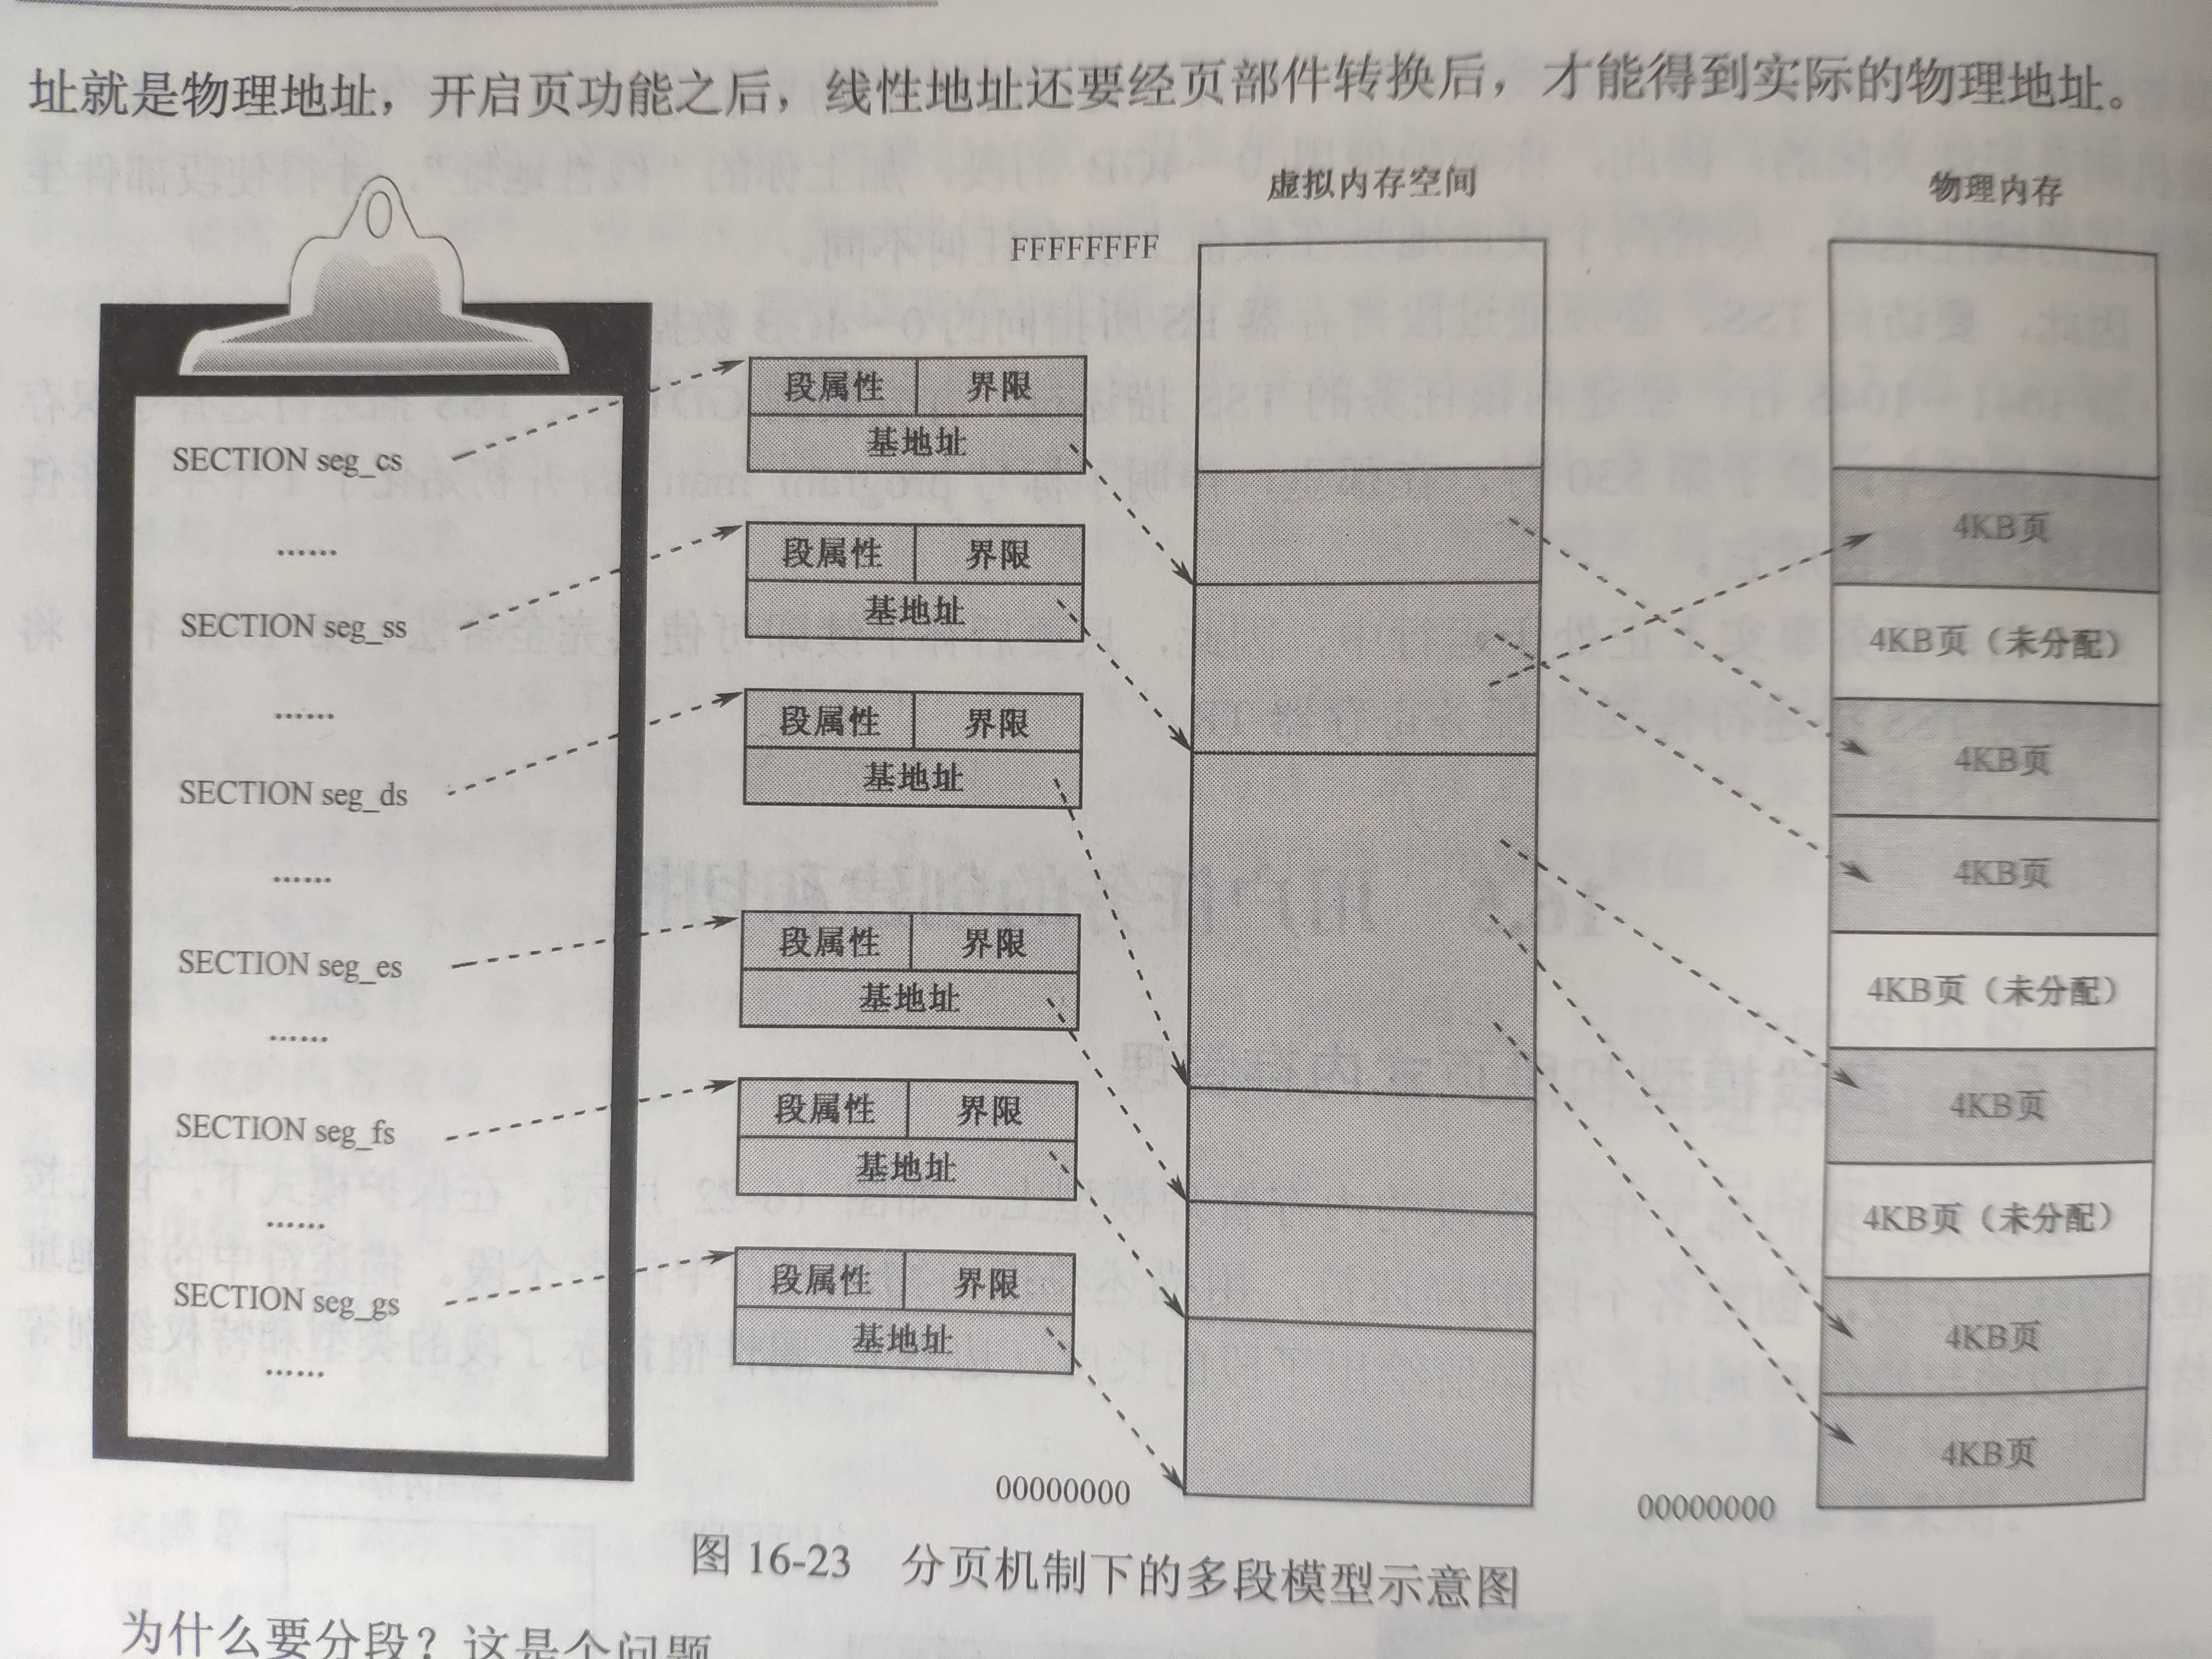 址就是物理地址，开启页功能之后，线性地址还要经页部件转换后，才能得到实际的物理地址。
虚拟内存空间
物理内存
FFFFFFFF
SECTION seg_cs
……
SECTION seg_ss
……
SECTION seg_ds
……
SECTION seg_es
……
SECTION seg_fs
……
SECTION seg_gs
……
段属性 界限
基地址
段属性 界限
基地址
段属性 界限
基地址
段属性 界限
基地址
段属性 界限
基地址
段属性 界限
基地址
4KB页
4KB页（未分配）
4KB页
4KB页
4KB页（未分配）
4KB页
4KB页（未分配）
4KB页
4KB页
00000000
00000000
图 16-23 分页机制下的多段模型示意图
为什么要分段？这是个问题